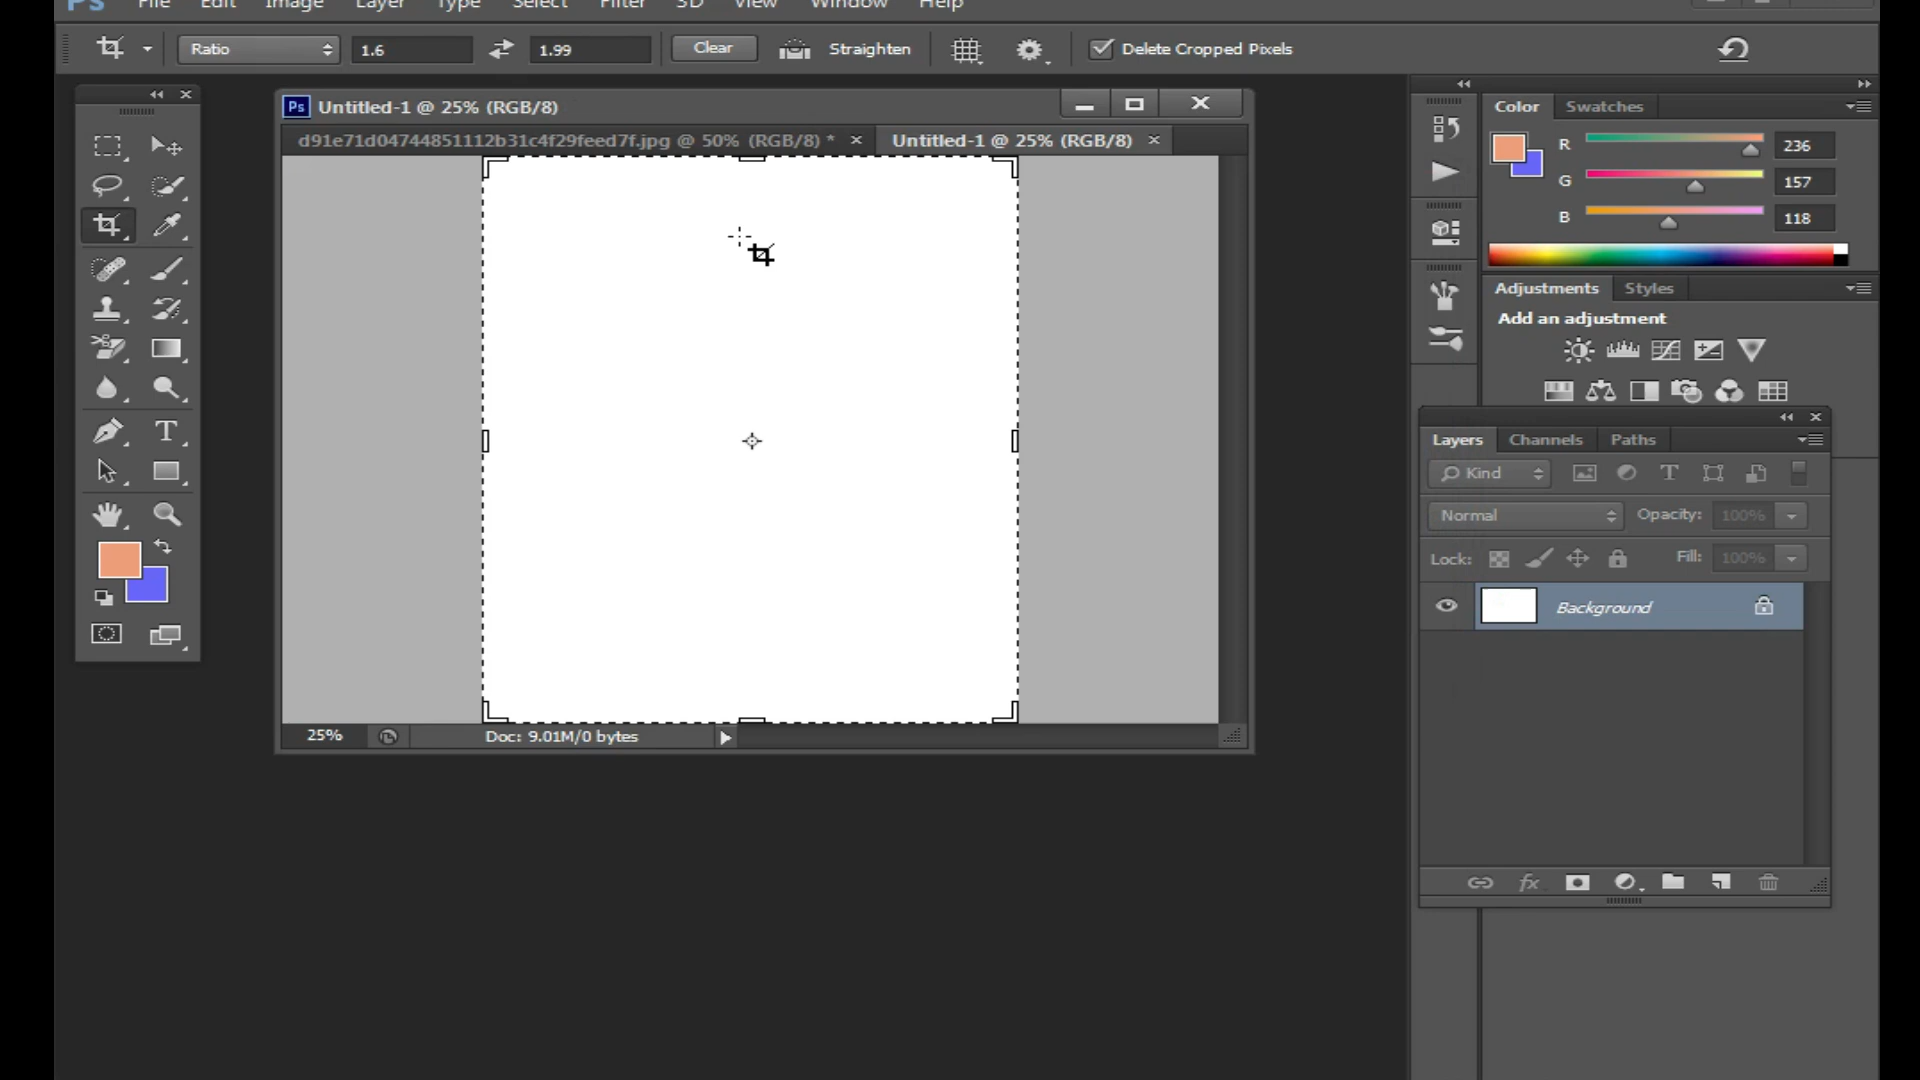 Ps File Edit Image Layer Type Select Filter 3D View Window Help
Ratio 1.6 1.99 Clear Straighten Delete Cropped Pixels
Ps Untitled-1 @ 25% (RGB/8)
d91e71d04744851112b31c4f29feed7f.jpg @ 50% (RGB/8) * × Untitled-1 @ 25% (RGB/8) ×
25% Doc: 9.01M/0 bytes
Color Swatches
R 236
G 157
B 118
Adjustments Styles
Add an adjustment
Layers Channels Paths
Kind
Normal Opacity: 100%
Lock: Fill: 100%
Background